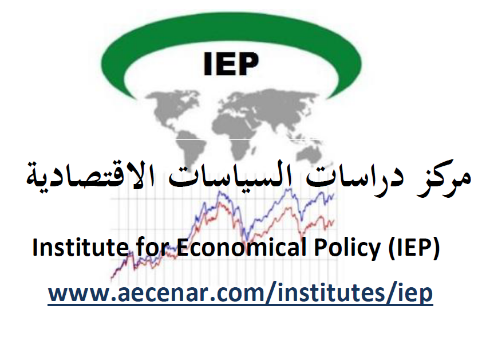 IEP
مركز دراسات السياسات الاقتصادية
Institute for Economical Policy (IEP)
www.aecenar.com/institutes/iep